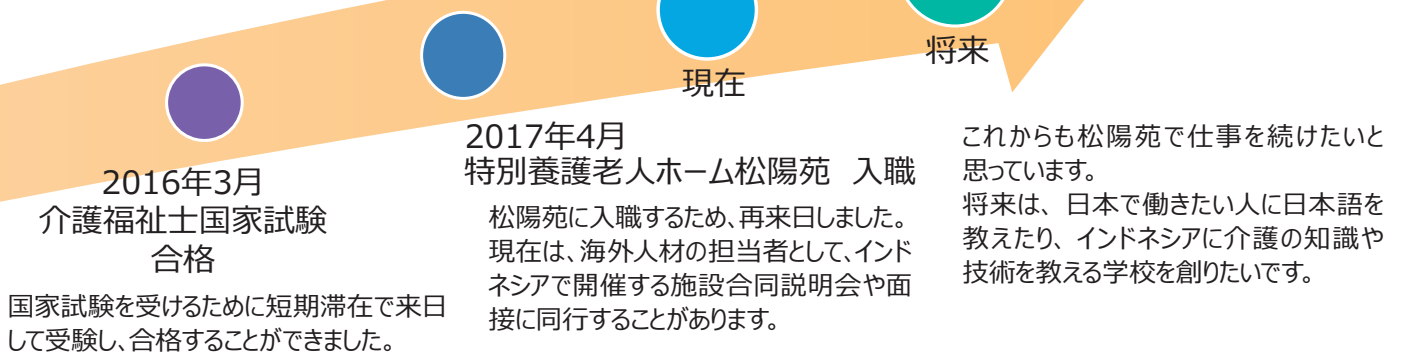 2016年3月
介護福祉士国家試験
合格
国家試験を受けるために短期滞在で来日
して受験し、合格することができました。
2017年4月
特別養護老人ホーム松陽苑　入職
松陽苑に入職するため、再来日しました。
現在は、海外人材の担当者として、インド
ネシアで開催する施設合同説明会や面
接に同行することがあります。
現在
将来
これからも松陽苑で仕事を続けたいと
思っています。
将来は、日本で働きたい人に日本語を
教えたり、インドネシアに介護の知識や
技術を教える学校を創りたいです。